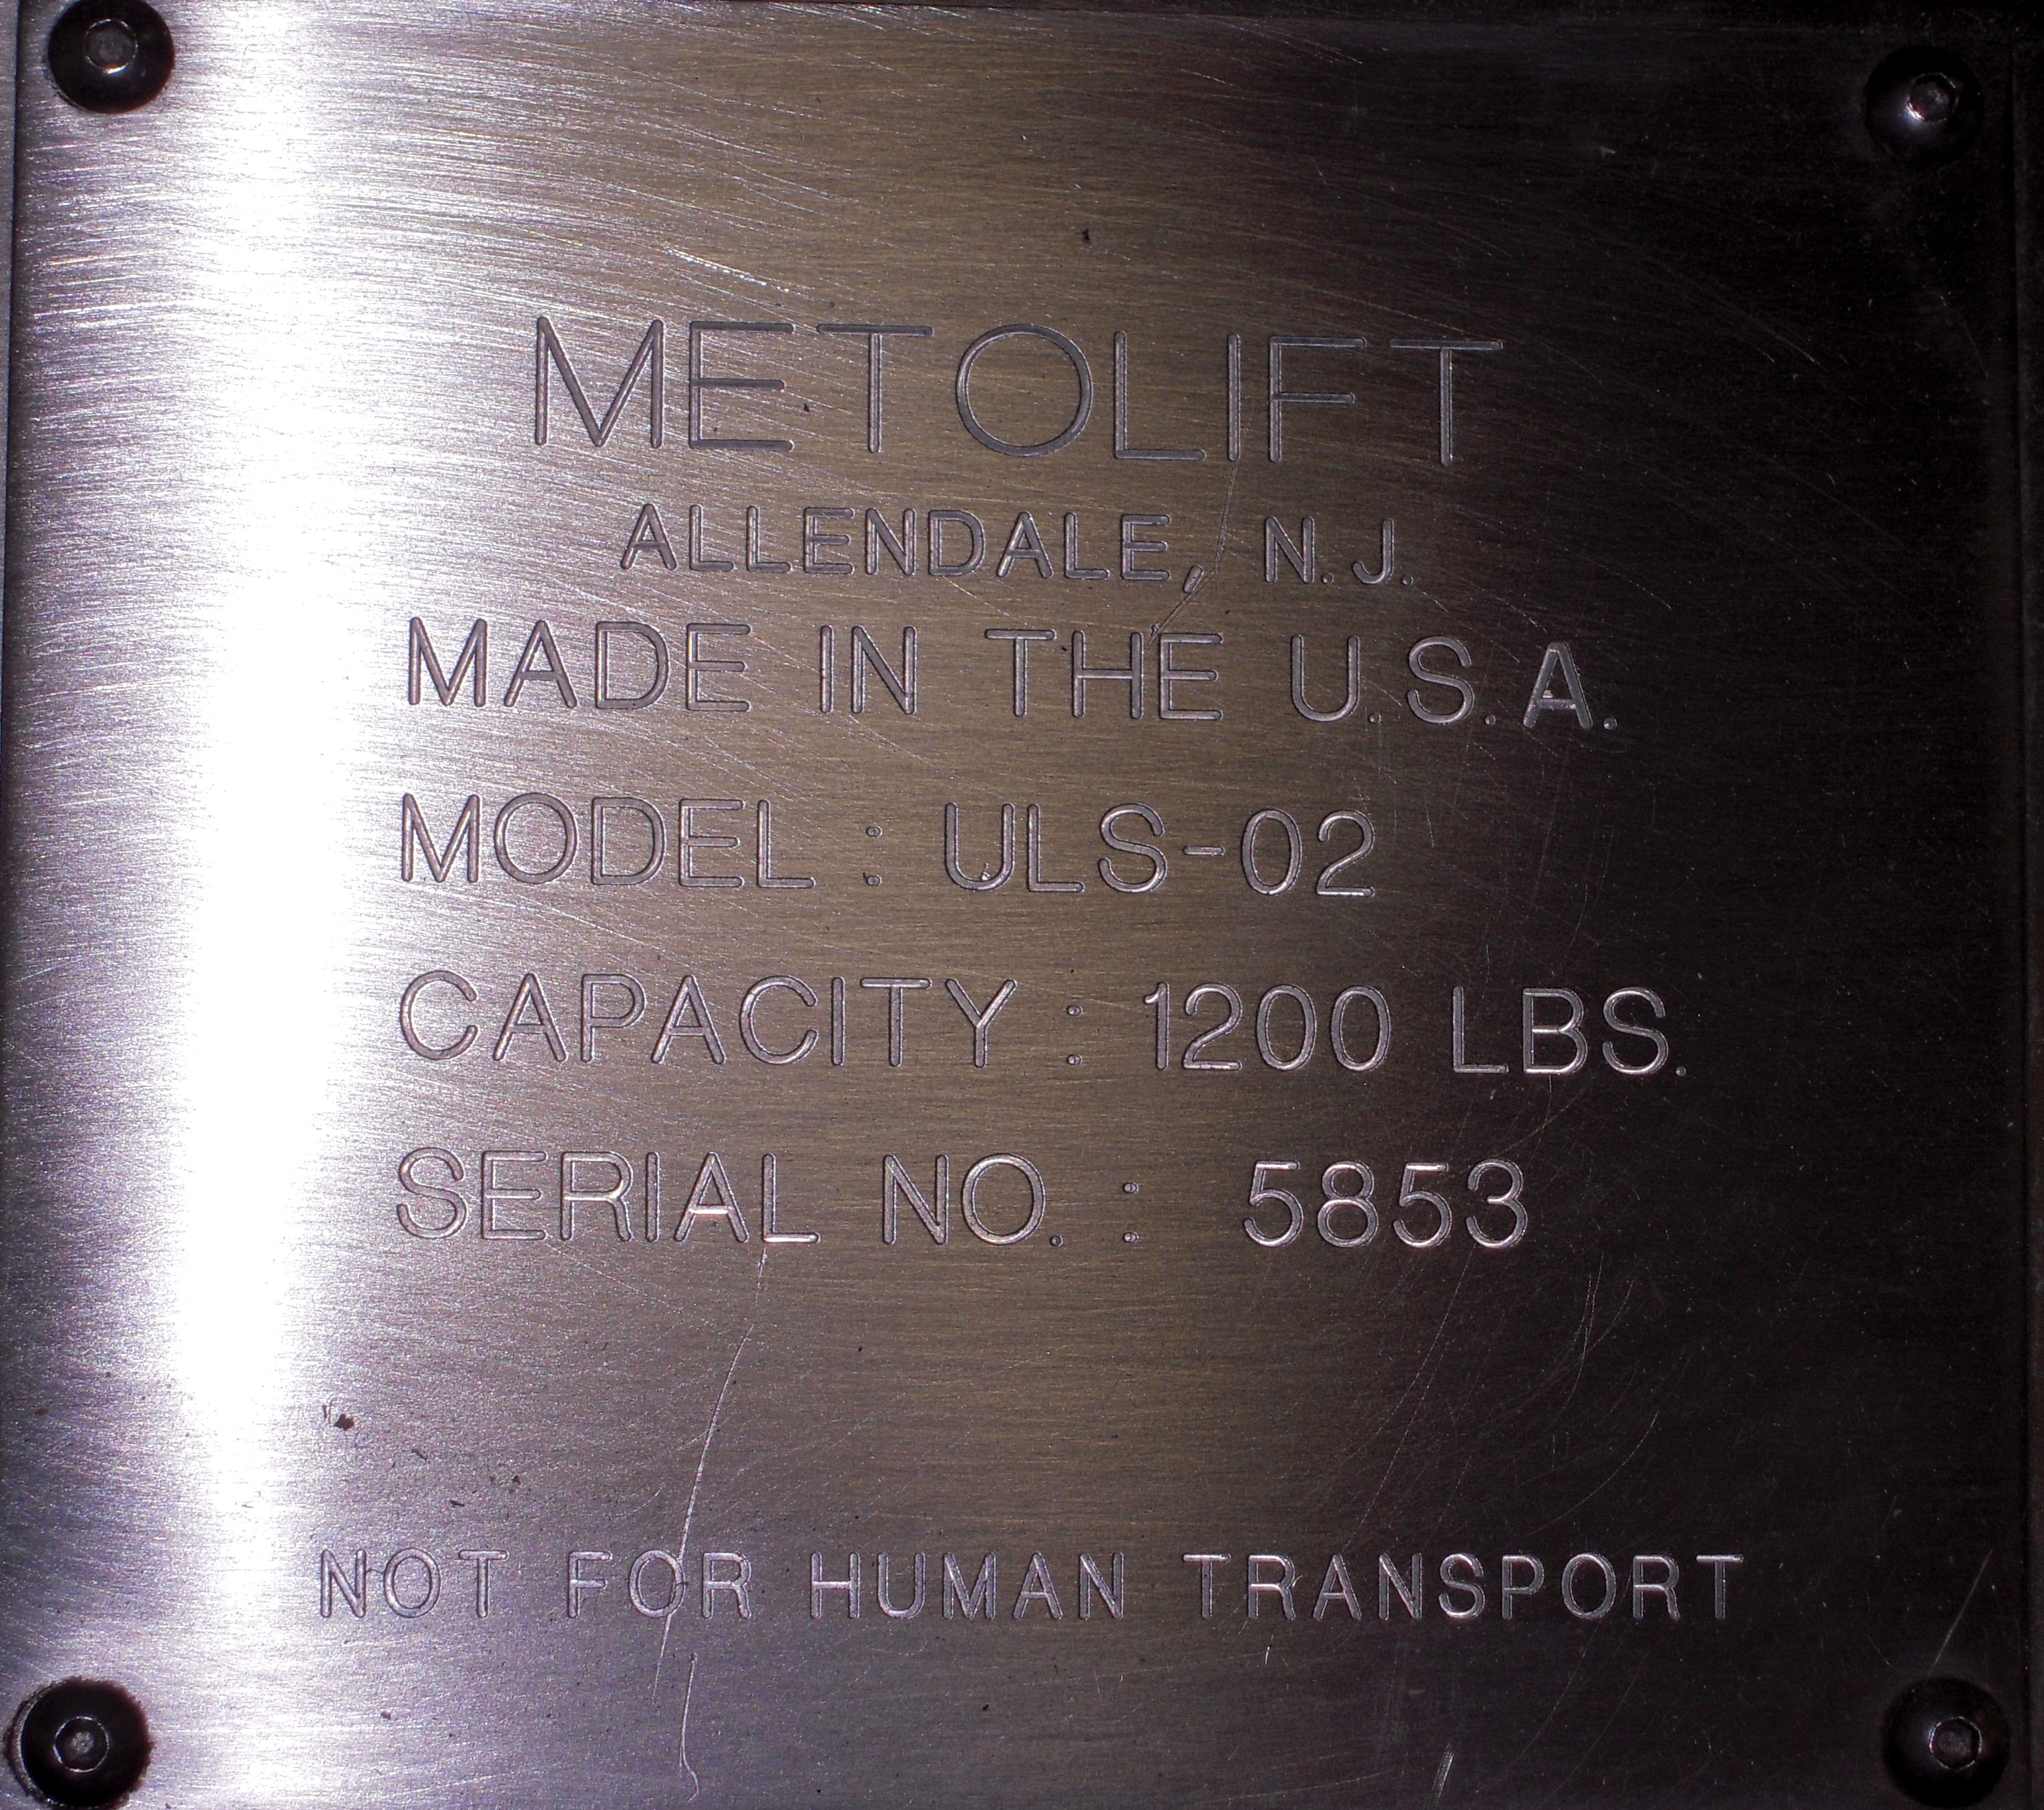 METOLIFT
ALLENDALE, N.J.
MADE IN THE U.S.A.
MODEL : ULS-02
CAPACITY : 1200 LBS.
SERIAL NO. : 5853
NOT FOR HUMAN TRANSPORT